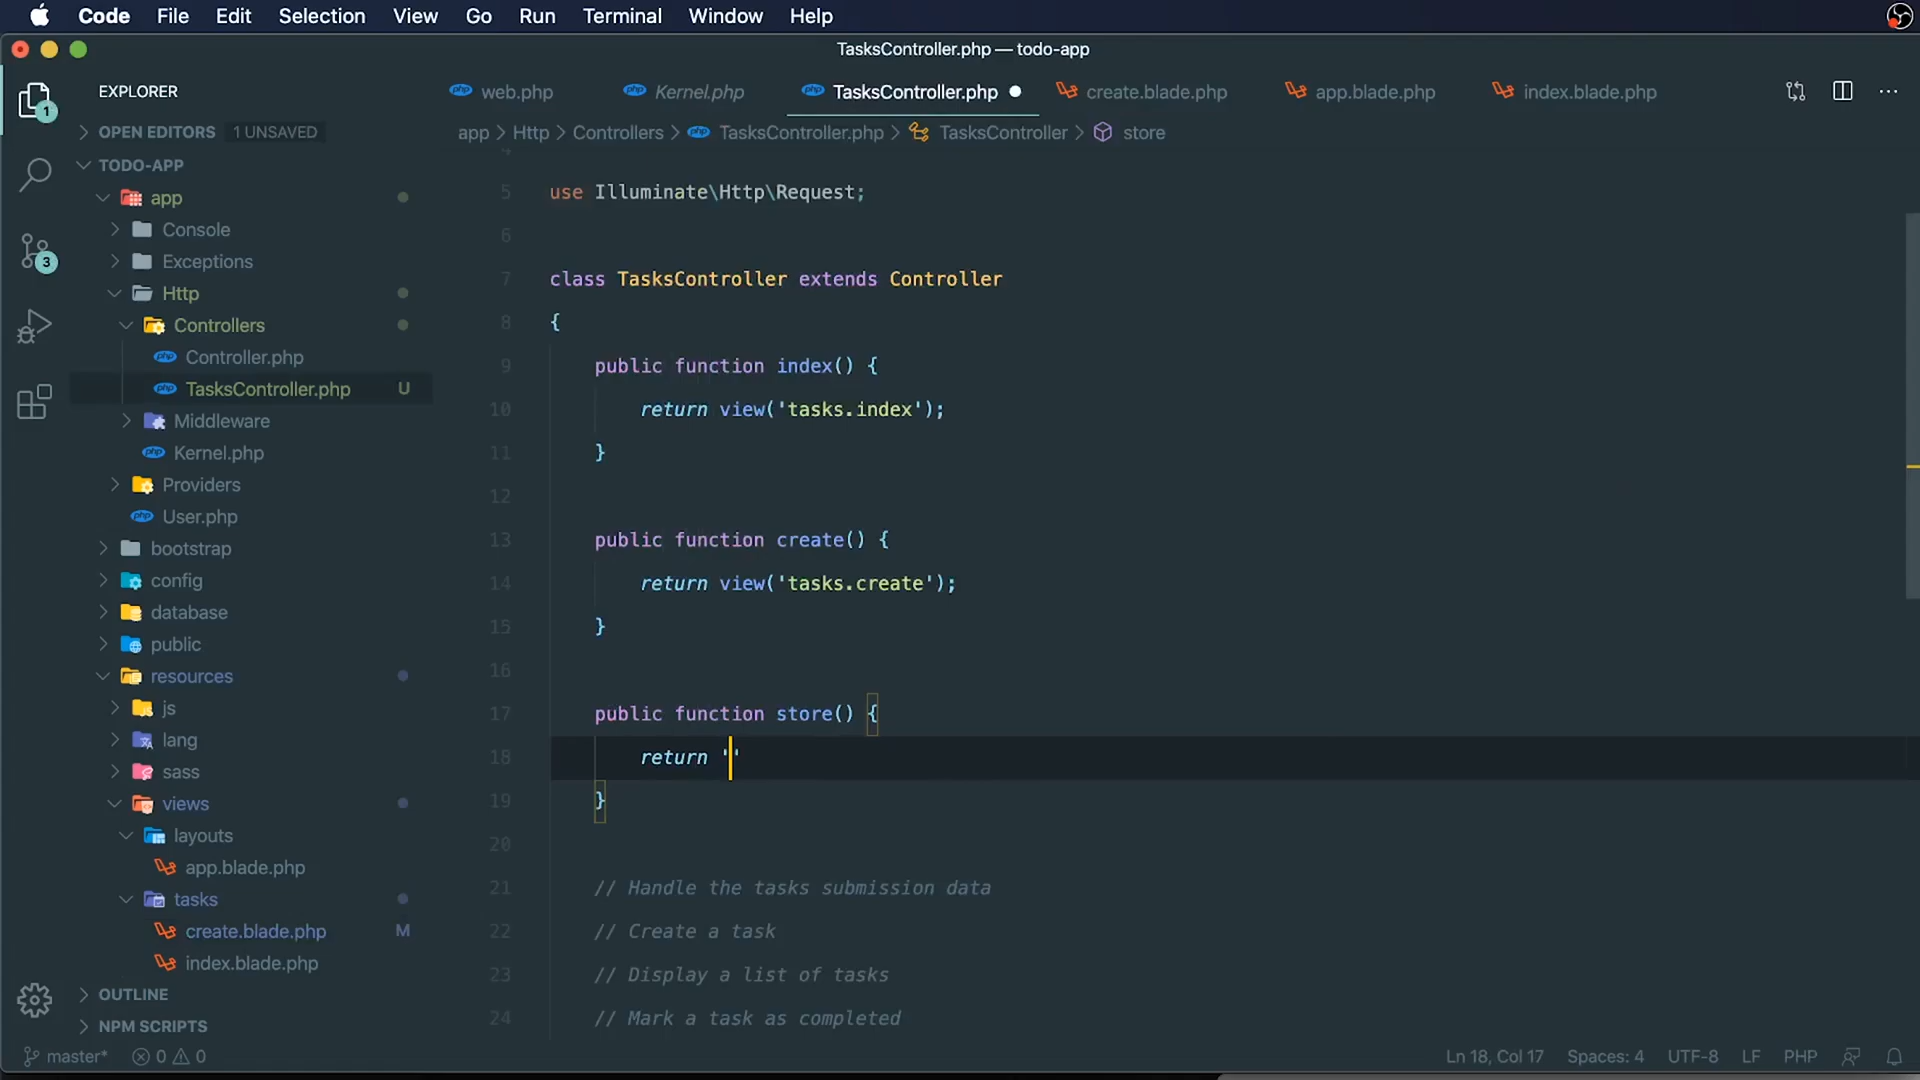 Code File Edit Selection View Go Run Terminal Window Help
TasksController.php — todo-app
EXPLORER
web.php Kernel.php TasksController.php create.blade.php app.blade.php index.blade.php
OPEN EDITORS 1 UNSAVED
app > Http > Controllers > TasksController.php > TasksController > store
TODO-APP
app
Console
Exceptions
Http
Controllers
Controller.php
TasksController.php U
Middleware
Kernel.php
Providers
User.php
bootstrap
config
database
public
resources
js
lang
sass
views
layouts
app.blade.php
tasks
create.blade.php M
index.blade.php
OUTLINE
NPM SCRIPTS
1
3
5 use Illuminate\Http\Request;
6
7 class TasksController extends Controller
8 {
9 public function index() {
10 return view('tasks.index');
11 }
12
13 public function create() {
14 return view('tasks.create');
15 }
16
17 public function store() {
18 return ''
19 }
20
21 // Handle the tasks submission data
22 // Create a task
23 // Display a list of tasks
24 // Mark a task as completed
master* 0 0 Ln 18, Col 17 Spaces: 4 UTF-8 LF PHP